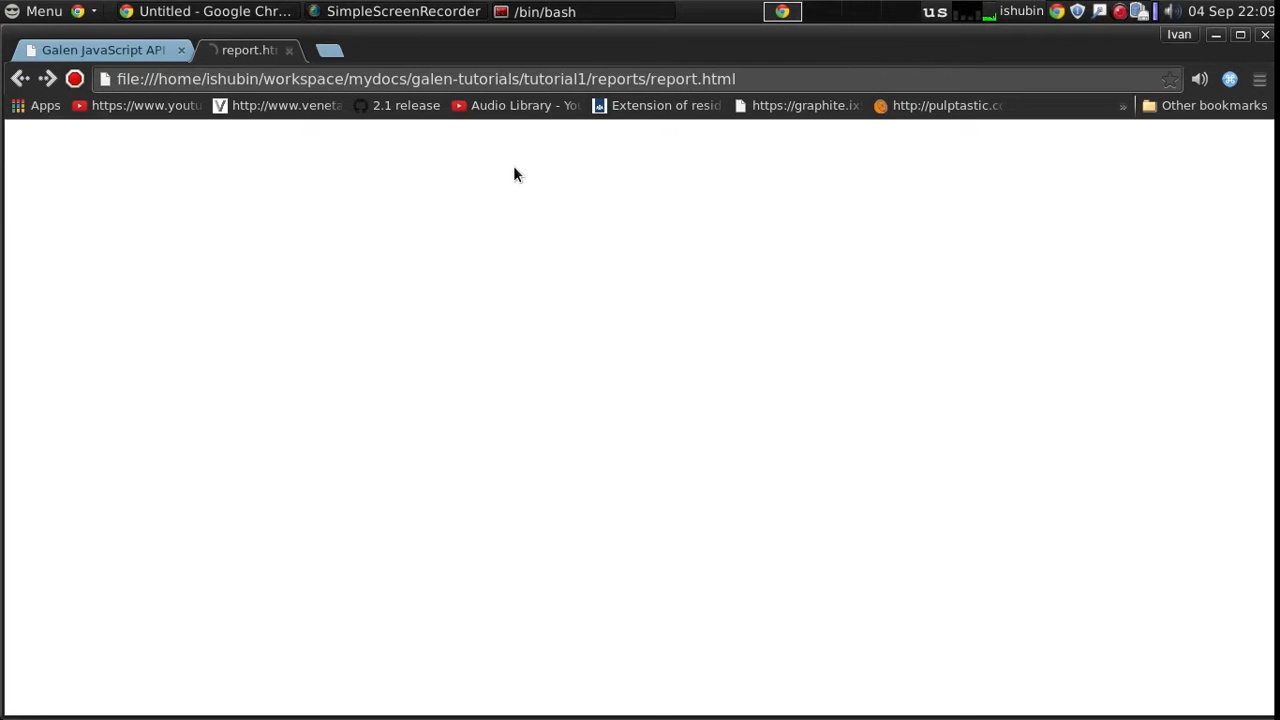 Menu Untitled - Google Chr... SimpleScreenRecorder /bin/bash us ishubin 04 Sep 22:09
Galen JavaScript API report.ht Ivan
file:///home/ishubin/workspace/mydocs/galen-tutorials/tutorial1/reports/report.html
Apps https://www.youtu http://www.veneta 2.1 release Audio Library - You Extension of resid https://graphite.ix http://pulptastic.co » Other bookmarks